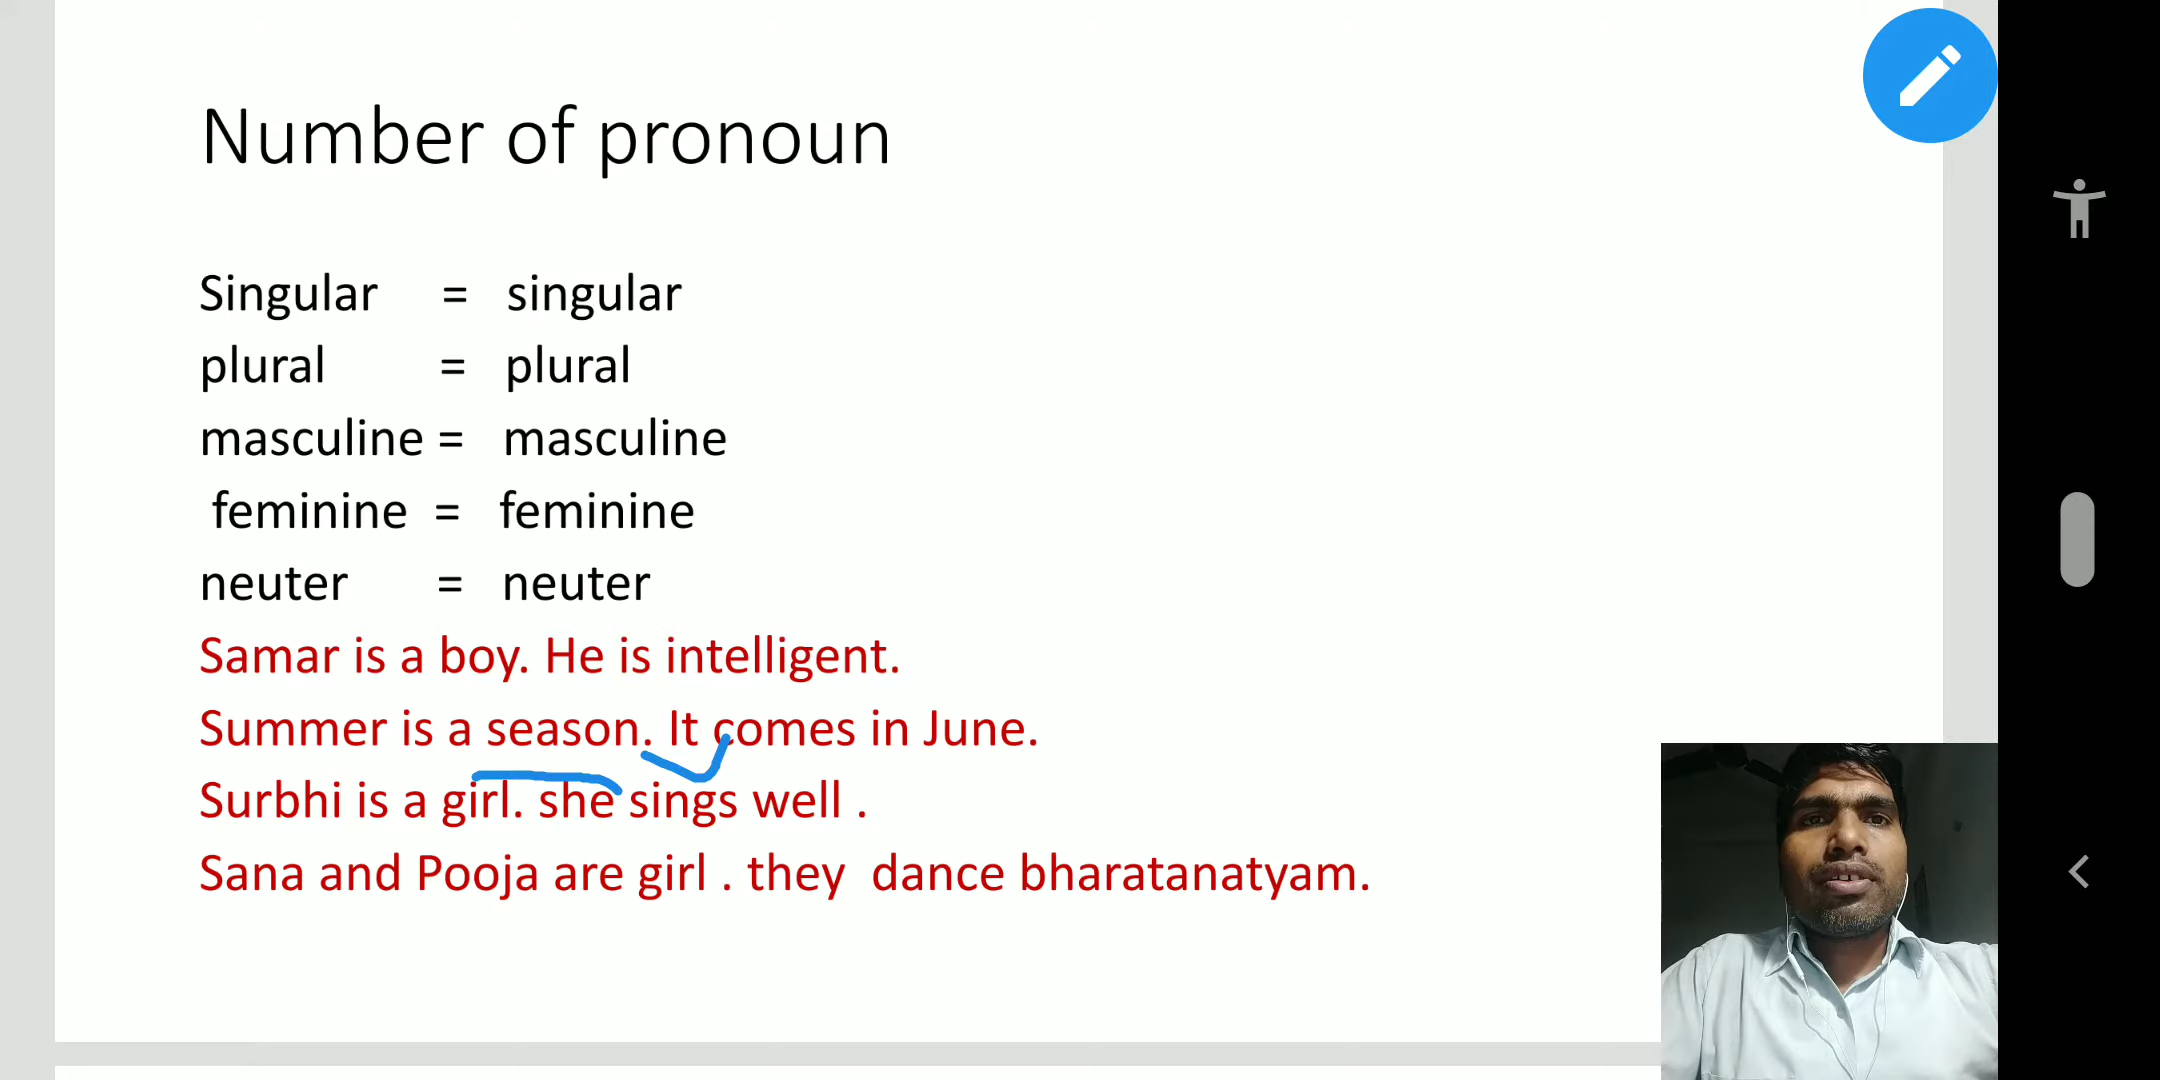 Number of pronoun
Singular = singular
plural = plural
masculine = masculine
feminine = feminine
neuter = neuter
Samar is a boy. He is intelligent.
Summer is a season. It comes in June.
Surbhi is a girl. she sings well .
Sana and Pooja are girl . they dance bharatanatyam.